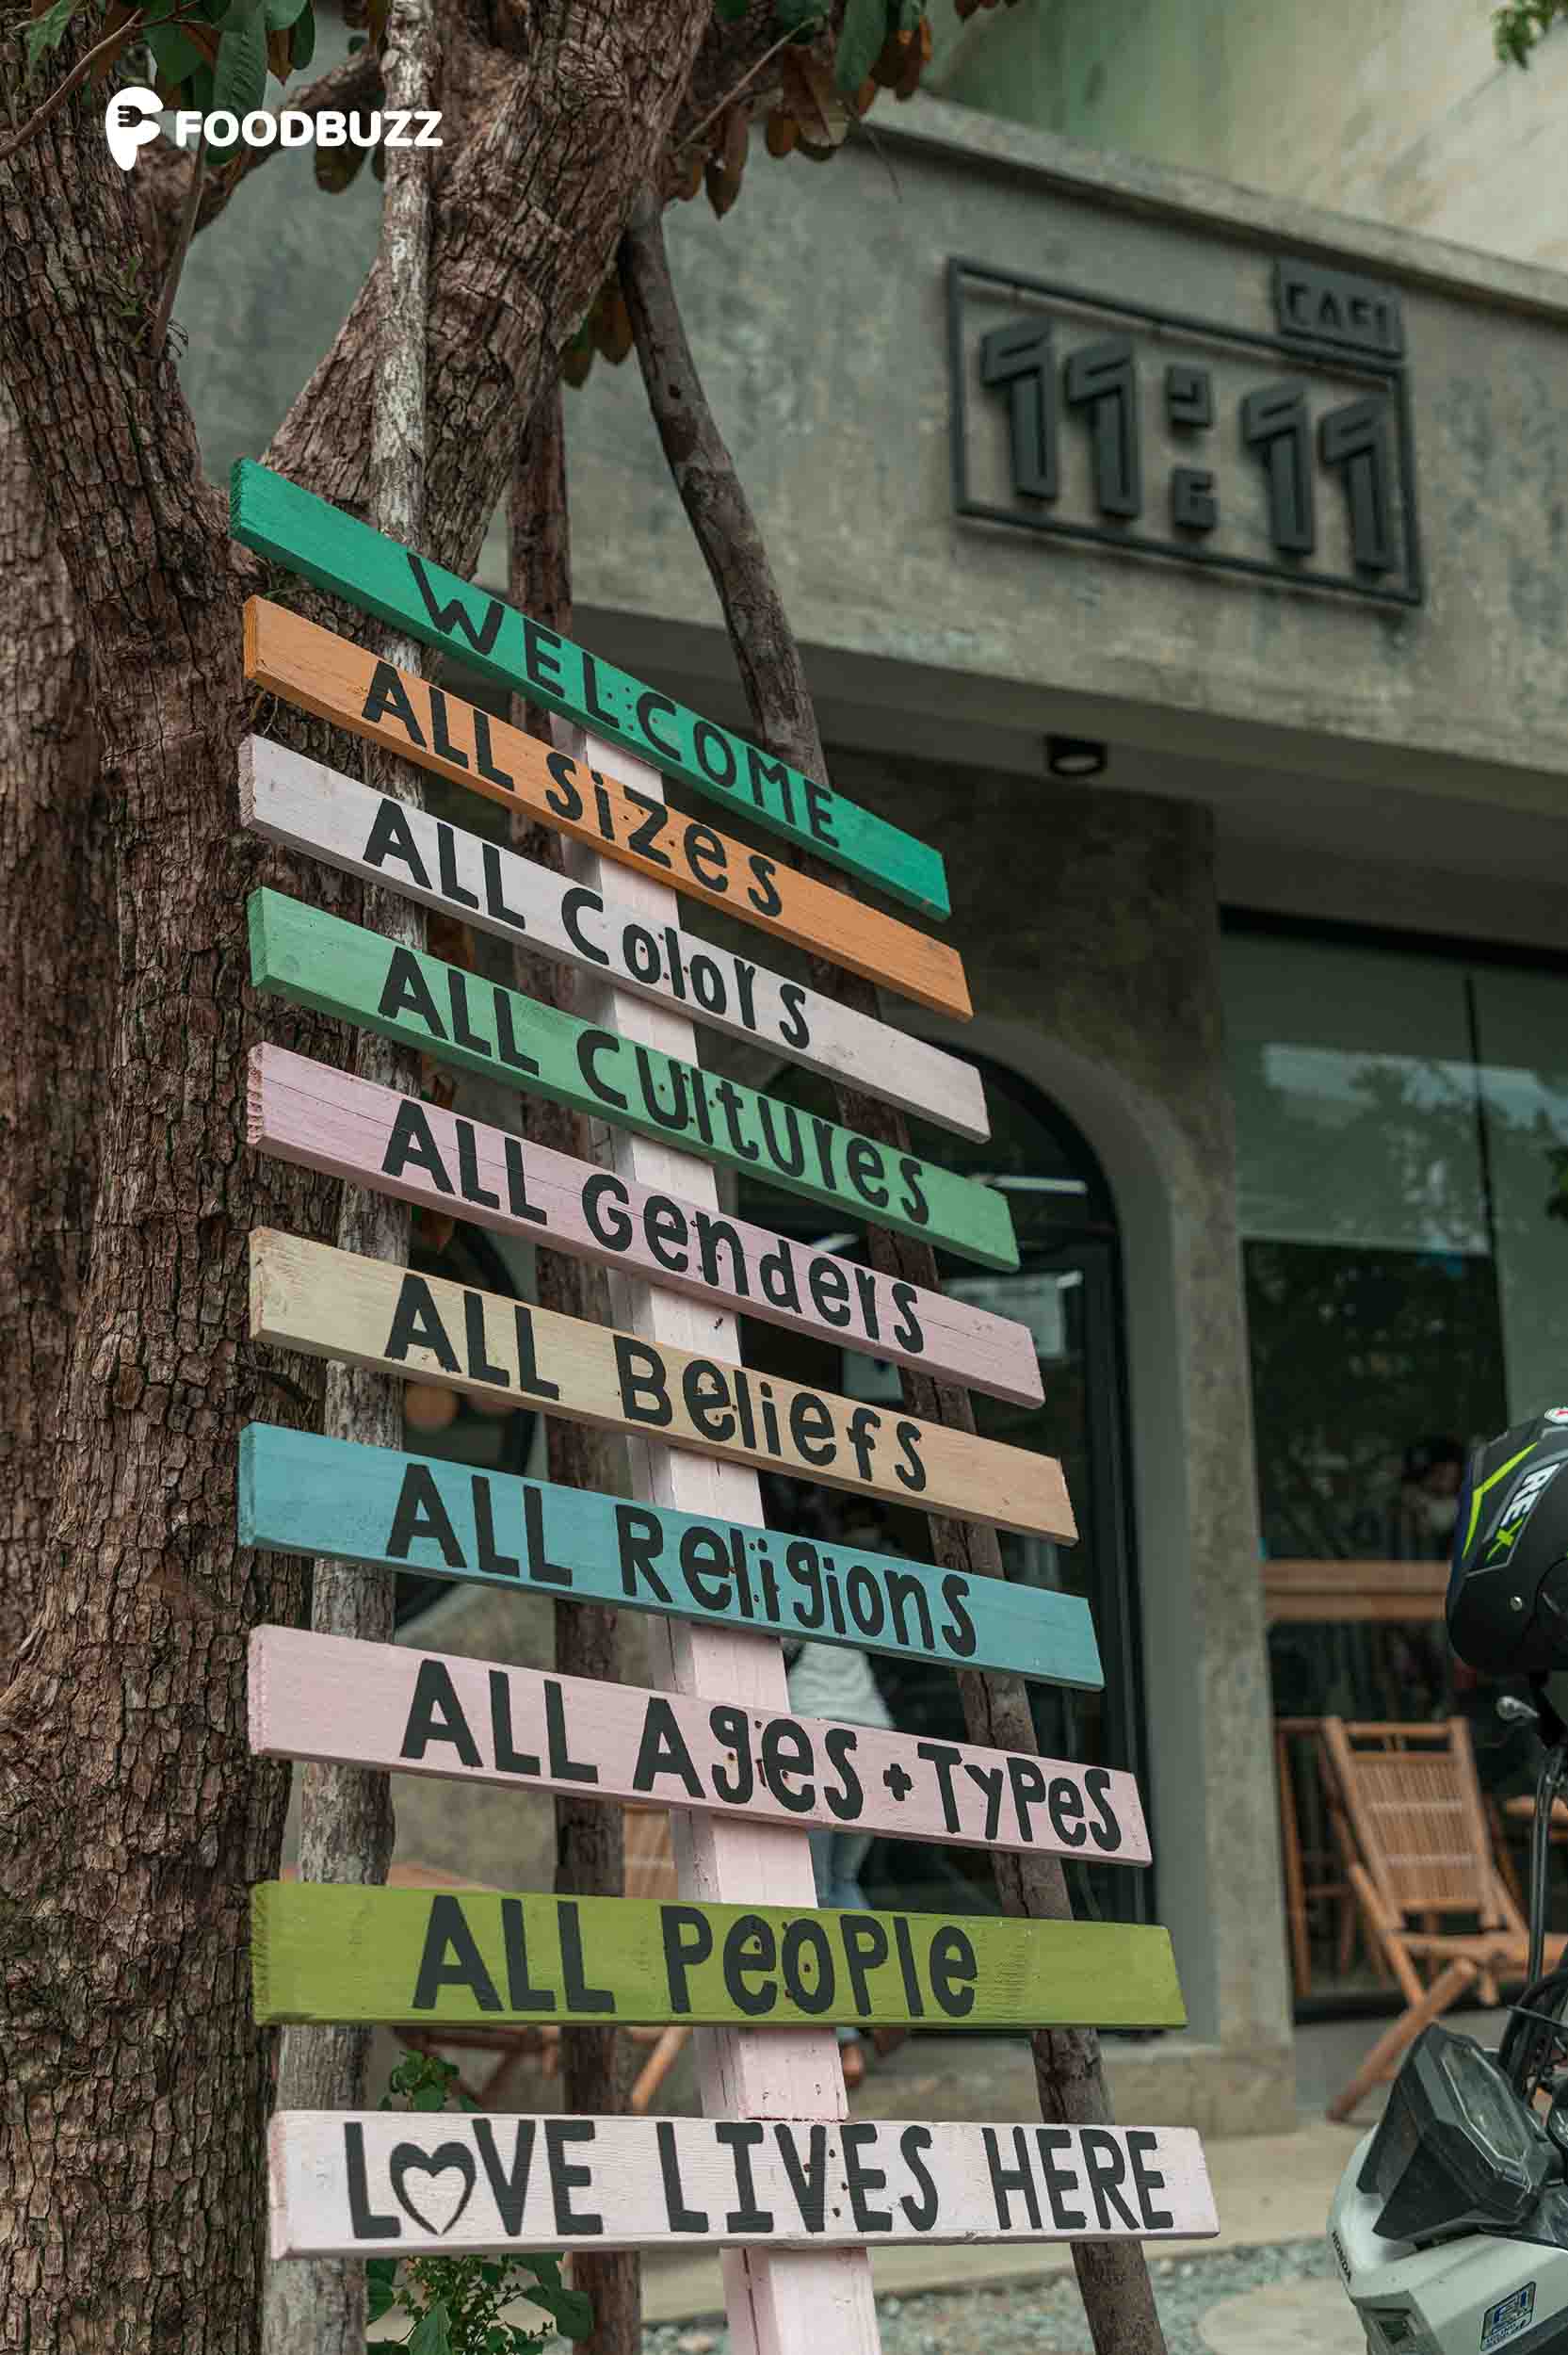 FOODBUZZ
CAFE
11:11
WELCOME
ALL SiZeS
ALL COlOrS
ALL CUlTUreS
ALL GenderS
ALL BelieFS
ALL ReligionS
ALL AgeS + TyPeS
ALL PeOPle
LOVE LIVES HERE
REX
HONDA